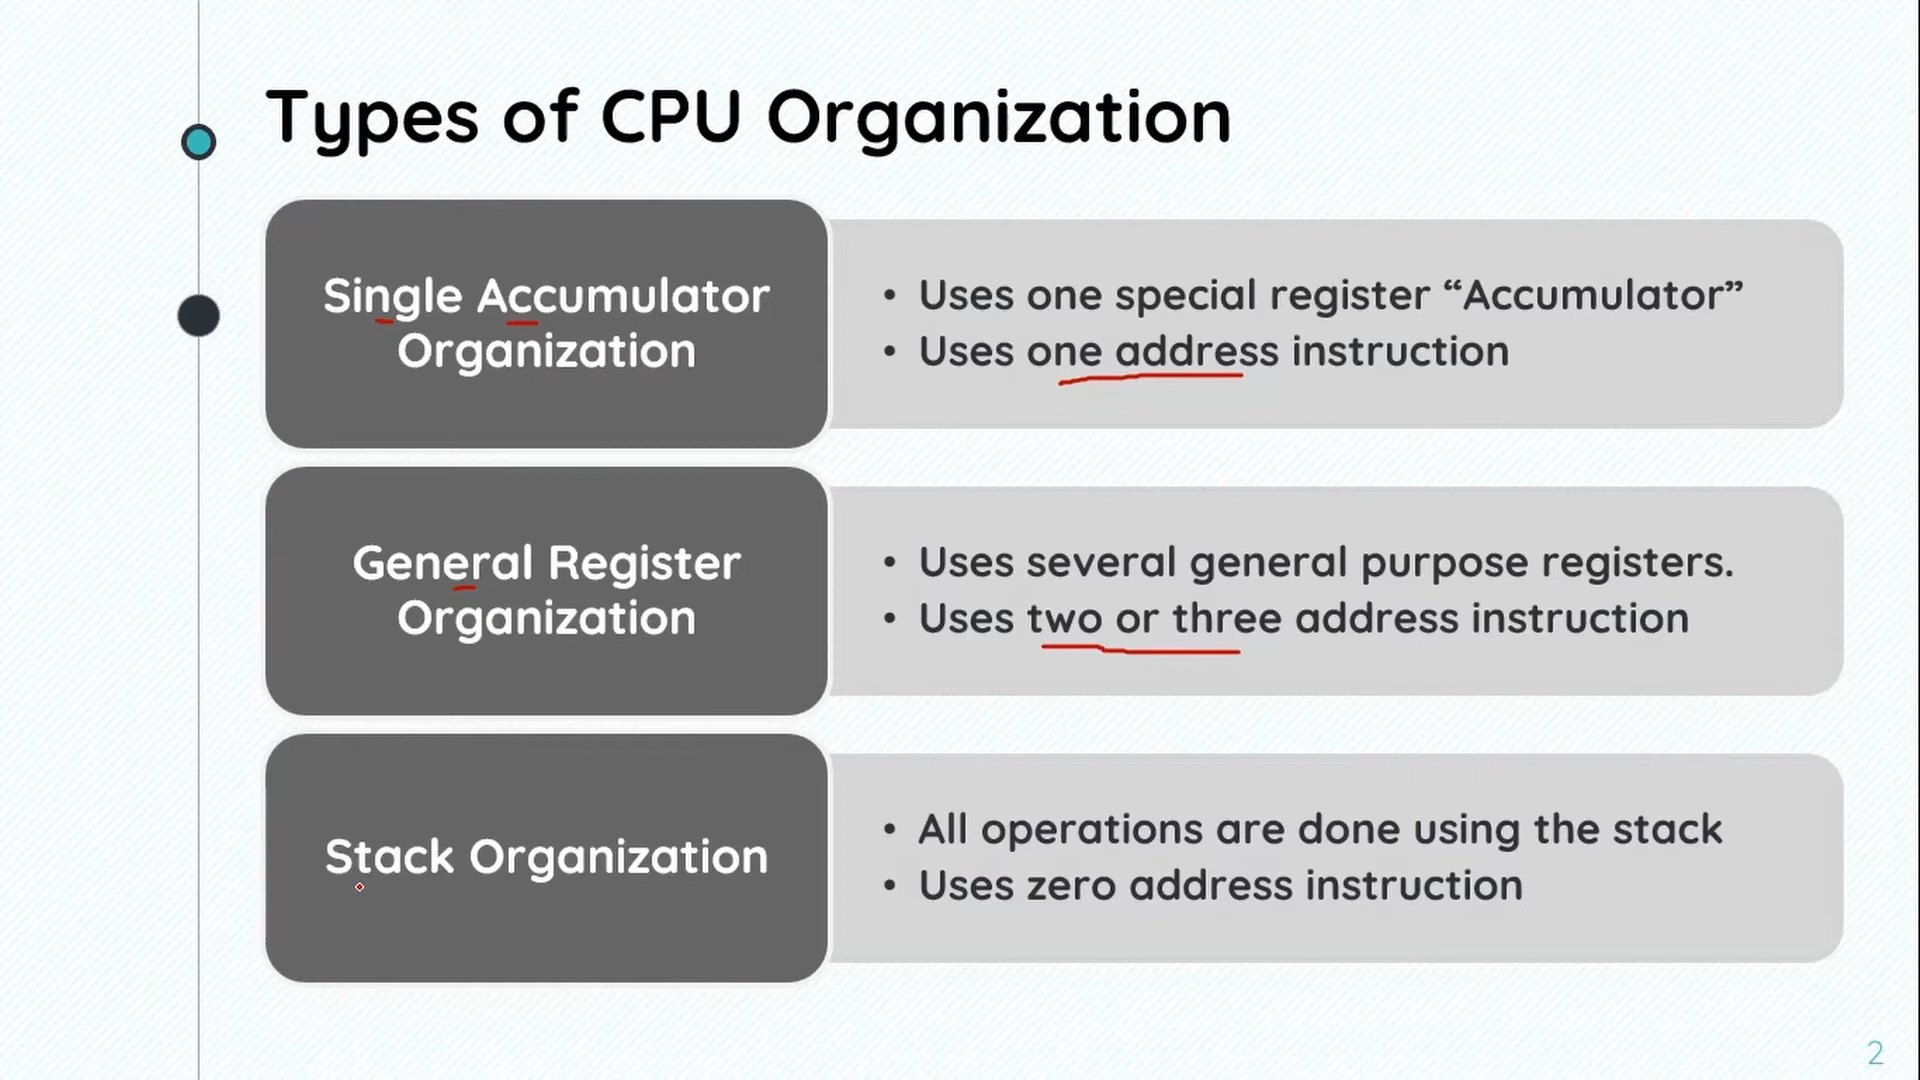 Types of CPU Organization
Single Accumulator
Organization
• Uses one special register “Accumulator”
• Uses one address instruction
General Register
Organization
• Uses several general purpose registers.
• Uses two or three address instruction
Stack Organization
• All operations are done using the stack
• Uses zero address instruction
2